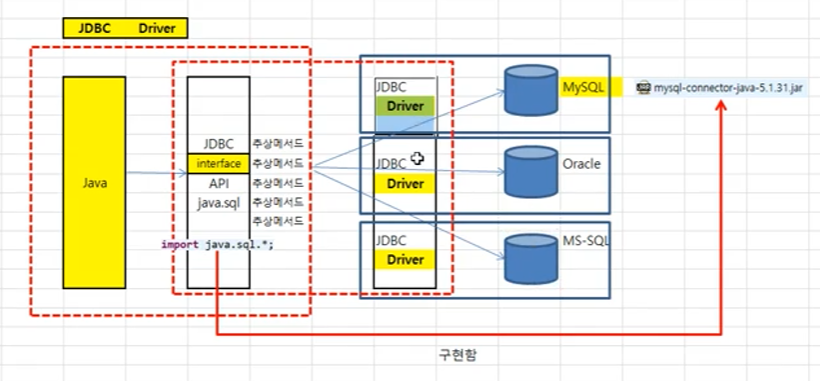 JDBC Driver
JDBC
Driver
MySQL
mysql-connector-java-5.1.31.jar
JDBC 추상메서드
interface 추상메서드
API 추상메서드
java.sql 추상메서드
추상메서드
Java
JDBC
Driver
Oracle
import java.sql.*;
JDBC
Driver
MS-SQL
구현함